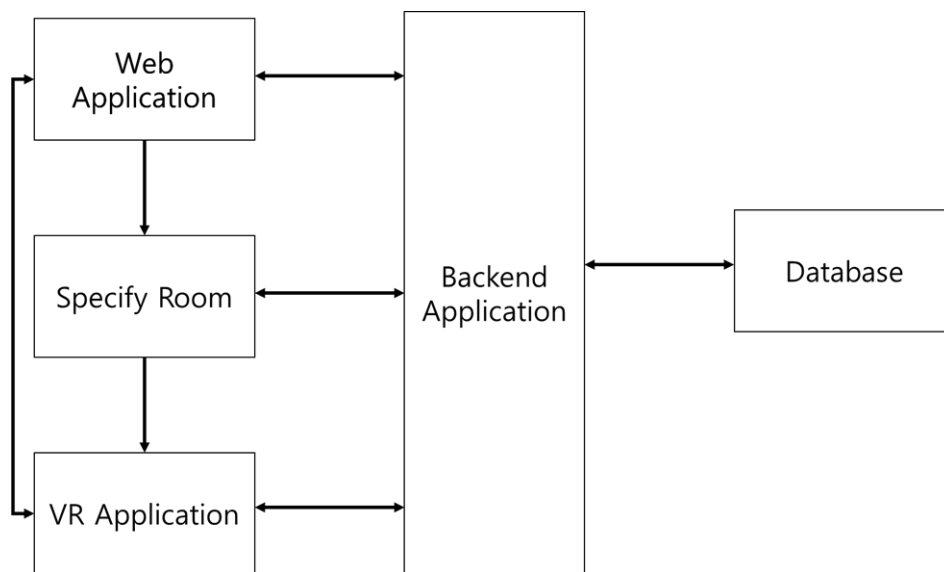 Web
Application
Specify Room
VR Application
Backend
Application
Database